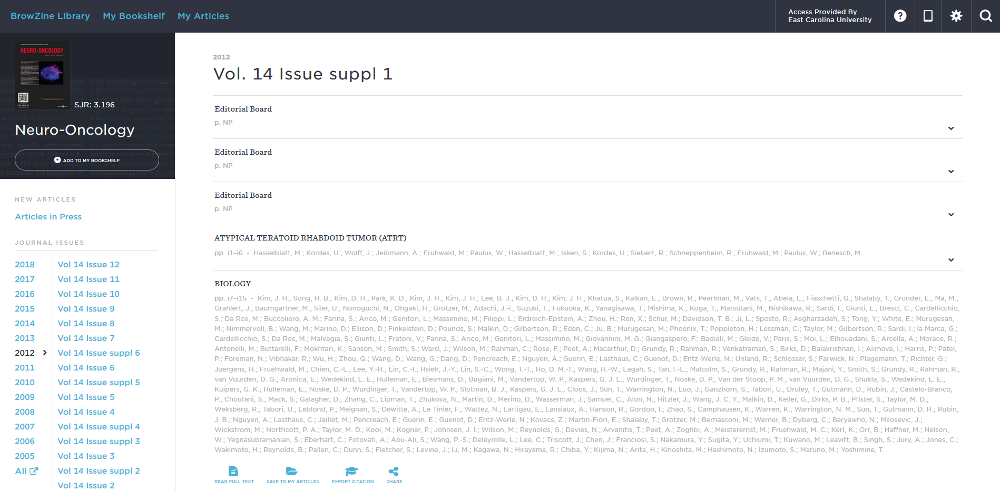 BrowZine Library
My Bookshelf
My Articles
Access Provided By
East Carolina University
NEURO-ONCOLOGY
OXFORD
SJR: 3.196
Neuro-Oncology
ADD TO MY BOOKSHELF
NEW ARTICLES
Articles in Press
JOURNAL ISSUES
2018
2017
2016
2015
2014
2013
2012
2011
2010
2009
2008
2007
2006
2005
All
Vol 14 Issue 12
Vol 14 Issue 11
Vol 14 Issue 10
Vol 14 Issue 9
Vol 14 Issue 8
Vol 14 Issue 7
Vol 14 Issue suppl 6
Vol 14 Issue 6
Vol 14 Issue suppl 5
Vol 14 Issue 5
Vol 14 Issue 4
Vol 14 Issue suppl 4
Vol 14 Issue suppl 3
Vol 14 Issue 3
Vol 14 Issue suppl 2
Vol 14 Issue 2
2012
Vol. 14 Issue suppl 1
Editorial Board
p. NP
Editorial Board
p. NP
Editorial Board
p. NP
ATYPICAL TERATOID RHABDOID TUMOR (ATRT)
pp. i1–i6 - Hasselblatt, M.; Kordes, U.; Wolff, J.; Jeibmann, A.; Fruhwald, M.; Paulus, W.; Hasselblatt, M.; Isken, S.; Kordes, U.; Siebert, R.; Schneppenheim, R.; Fruhwald, M.; Paulus, W.; Benesch, M....
BIOLOGY
pp. i7–i15 - Kim, J. H.; Song, H. B.; Kim, D. H.; Park, K. D.; Kim, J. H.; Kim, J. H.; Lee, B. J.; Kim, D. H.; Kim, J. H.; Khatua, S.; Kalkan, E.; Brown, R.; Pearlman, M.; Vats, T.; Abela, L.; Fiaschetti, G.; Shalaby, T.; Grunder, E.; Ma, M.;
Grahlert, J.; Baumgartner, M.; Siler, U.; Nonoguchi, N.; Ohgaki, H.; Grotzer, M.; Adachi, J.-i.; Suzuki, T.; Fukuoka, K.; Yanagisawa, T.; Mishima, K.; Koga, T.; Matsutani, M.; Nishikawa, R.; Sardi, I.; Giunti, L.; Bresci, C.; Cardellicchio,
S.; Da Ros, M.; Buccoliero, A. M.; Farina, S.; Arico, M.; Genitori, L.; Massimino, M.; Filippi, L.; Erdreich-Epstein, A.; Zhou, H.; Ren, X.; Schur, M.; Davidson, T. B.; Ji, L.; Sposto, R.; Asgharzadeh, S.; Tong, Y.; White, E.; Murugesan,
M.; Nimmervoll, B.; Wang, M.; Marino, D.; Ellison, D.; Finkelstein, D.; Pounds, S.; Malkin, D.; Gilbertson, R.; Eden, C.; Ju, B.; Murugesan, M.; Phoenix, T.; Poppleton, H.; Lessman, C.; Taylor, M.; Gilbertson, R.; Sardi, I.; la Marca, G.;
Cardellicchio, S.; Da Ros, M.; Malvagia, S.; Giunti, L.; Fratoni, V.; Farina, S.; Arico, M.; Genitori, L.; Massimino, M.; Giovannini, M. G.; Giangaspero, F.; Badiali, M.; Gleize, V.; Paris, S.; Moi, L.; Elhouadani, S.; Arcella, A.; Morace, R.;
Antonelli, M.; Buttarelli, F.; Mokhtari, K.; Sanson, M.; Smith, S.; Ward, J.; Wilson, M.; Rahman, C.; Rose, F.; Peet, A.; Macarthur, D.; Grundy, R.; Rahman, R.; Venkatraman, S.; Birks, D.; Balakrishnan, I.; Alimova, I.; Harris, P.; Patel,
P.; Foreman, N.; Vibhakar, R.; Wu, H.; Zhou, Q.; Wang, D.; Wang, G.; Dang, D.; Pencreach, E.; Nguyen, A.; Guerin, E.; Lasthaus, C.; Guenot, D.; Entz-Werle, N.; Unland, R.; Schlosser, S.; Farwick, N.; Plagemann, T.; Richter, G.;
Juergens, H.; Fruehwald, M.; Chien, C.-L.; Lee, Y.-H.; Lin, C.-I.; Hsieh, J.-Y.; Lin, S.-C.; Wong, T.-T.; Ho, D. M.-T.; Wang, H.-W.; Lagah, S.; Tan, I.-L.; Malcolm, S.; Grundy, R.; Rahman, R.; Majani, Y.; Smith, S.; Grundy, R.; Rahman, R.;
van Vuurden, D. G.; Aronica, E.; Wedekind, L. E.; Hulleman, E.; Biesmans, D.; Bugiani, M.; Vandertop, W. P.; Kaspers, G. J. L.; Wurdinger, T.; Noske, D. P.; Van der Stoop, P. M.; van Vuurden, D. G.; Shukla, S.; Wedekind, L. E.;
Kuipers, G. K.; Hulleman, E.; Noske, D. P.; Wurdinger, T.; Vandertop, W. P.; Slotman, B. J.; Kaspers, G. J. L.; Cloos, J.; Sun, T.; Warrington, N.; Luo, J.; Ganzhorn, S.; Tabori, U.; Druley, T.; Gutmann, D.; Rubin, J.; Castelo-Branco,
P.; Choufani, S.; Mack, S.; Galagher, D.; Zhang, C.; Lipman, T.; Zhukova, N.; Martin, D.; Merino, D.; Wasserman, J.; Samuel, C.; Alon, N.; Hitzler, J.; Wang, J. C. Y.; Malkin, D.; Keller, G.; Dirks, P. B.; Pfister, S.; Taylor, M. D.;
Weksberg, R.; Tabori, U.; Leblond, P.; Meignan, S.; Dewitte, A.; Le Tinier, F.; Wattez, N.; Lartigau, E.; Lansiaux, A.; Hanson, R.; Gordon, I.; Zhao, S.; Camphausen, K.; Warren, K.; Warrington, N. M.; Sun, T.; Gutmann, D. H.; Rubin,
J. B.; Nguyen, A.; Lasthaus, C.; Jaillet, M.; Pencreach, E.; Guerin, E.; Guenot, D.; Entz-Werle, N.; Kovacs, Z.; Martin-Fiori, E.; Shalaby, T.; Grotzer, M.; Bernasconi, M.; Werner, B.; Dyberg, C.; Baryawno, N.; Milosevic, J.;
Wickstrom, M.; Northcott, P. A.; Taylor, M. D.; Kool, M.; Kogner, P.; Johnsen, J. I.; Wilson, M.; Reynolds, G.; Davies, N.; Arvanitis, T.; Peet, A.; Zoghbi, A.; Meisterernst, M.; Fruehwald, M. C.; Kerl, K.; Orr, B.; Haffner, M.; Nelson,
W.; Yegnasubramanian, S.; Eberhart, C.; Fotovati, A.; Abu-Ali, S.; Wang, P.-S.; Deleyrolle, L.; Lee, C.; Triscott, J.; Chen, J.; Franciosi, S.; Nakamura, Y.; Sugita, Y.; Uchiumi, T.; Kuwano, M.; Leavitt, B.; Singh, S.; Jury, A.; Jones, C.;
Wakimoto, H.; Reynolds, B.; Pallen, C.; Dunn, S.; Fletcher, S.; Levine, J.; Li, M.; Kagawa, N.; Hirayama, R.; Chiba, Y.; Kijima, N.; Arita, H.; Kinoshita, M.; Hashimoto, N.; Izumoto, S.; Maruno, M.; Yoshimine, T.
READ FULL TEXT
SAVE TO MY ARTICLES
EXPORT CITATION
SHARE